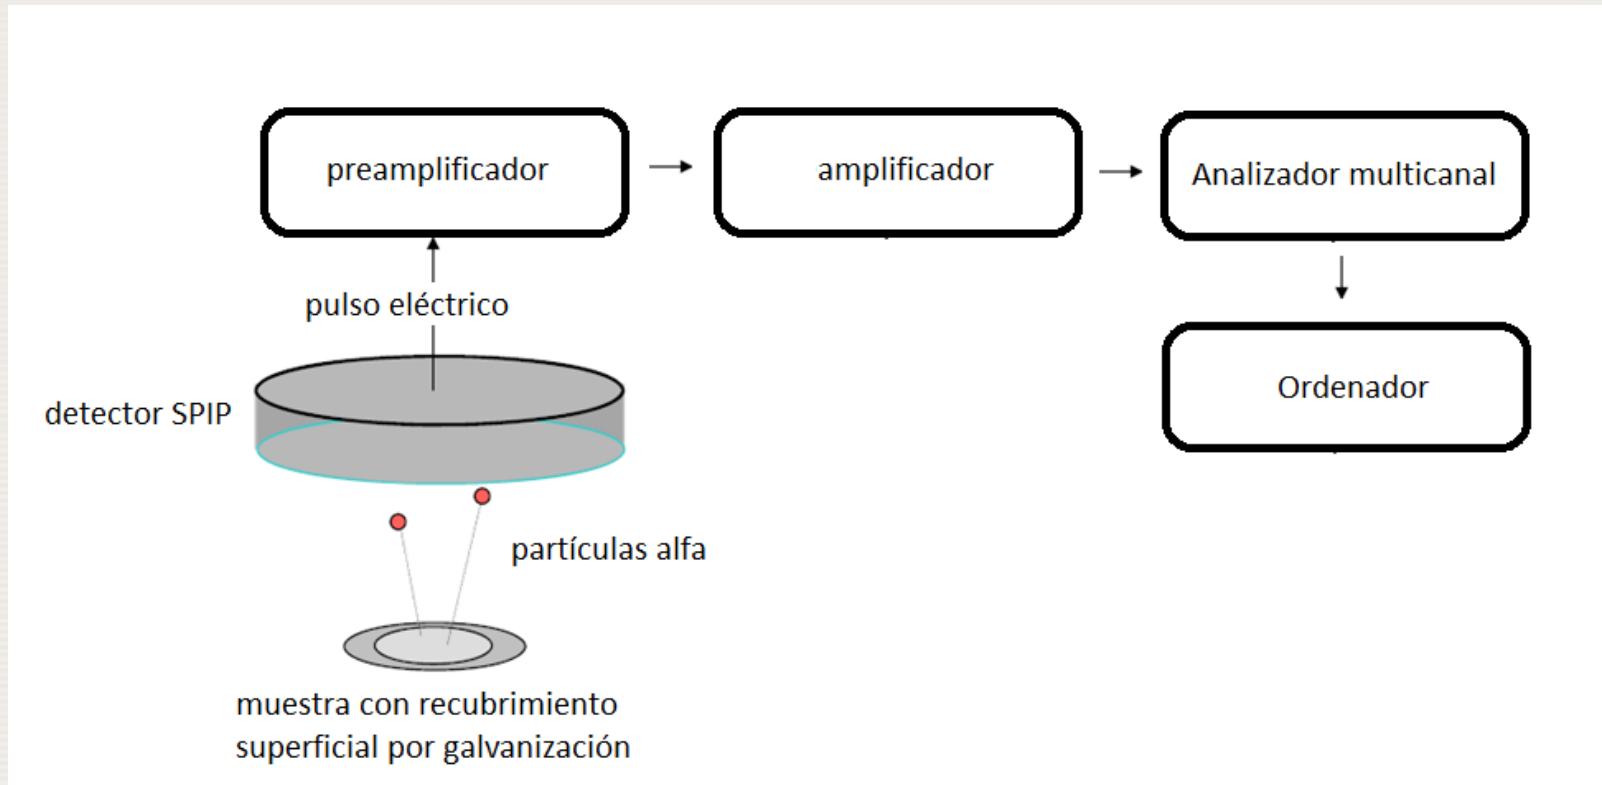 preamplificador
amplificador
Analizador multicanal
pulso eléctrico
Ordenador
detector SPIP
partículas alfa
muestra con recubrimiento
superficial por galvanización